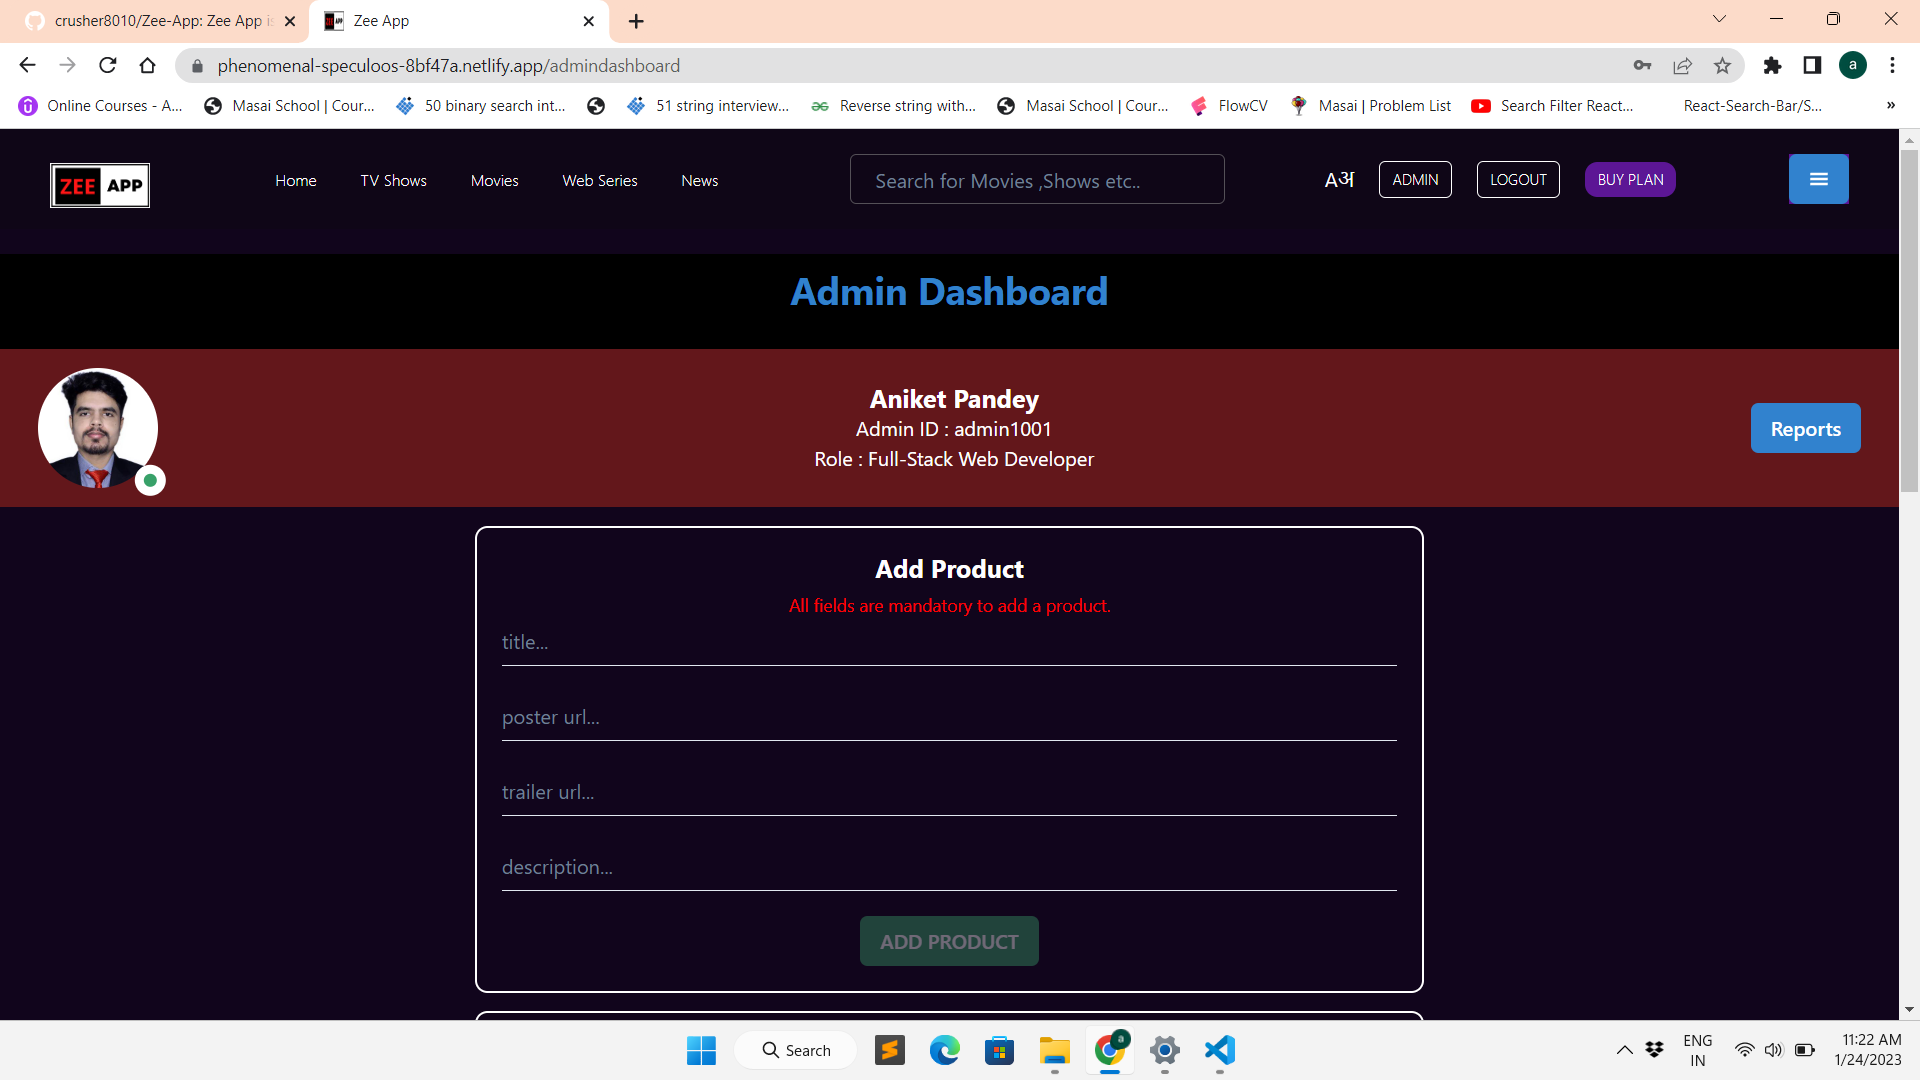 crusher8010/Zee-App: Zee App is
Zee App
phenomenal-speculoos-8bf47a.netlify.app/admindashboard
a
Online Courses - A...
Masai School | Cour...
50 binary search int...
51 string interview...
Reverse string with...
Masai School | Cour...
FlowCV
Masai | Problem List
Search Filter React...
React-Search-Bar/S...
»
ZEE APP
Home
TV Shows
Movies
Web Series
News
Search for Movies ,Shows etc..
Aअ
ADMIN
LOGOUT
BUY PLAN
Admin Dashboard
Aniket Pandey
Admin ID : admin1001
Role : Full-Stack Web Developer
Reports
Add Product
All fields are mandatory to add a product.
title...
poster url...
trailer url...
description...
ADD PRODUCT
Search
a
ENG
IN
11:22 AM
1/24/2023